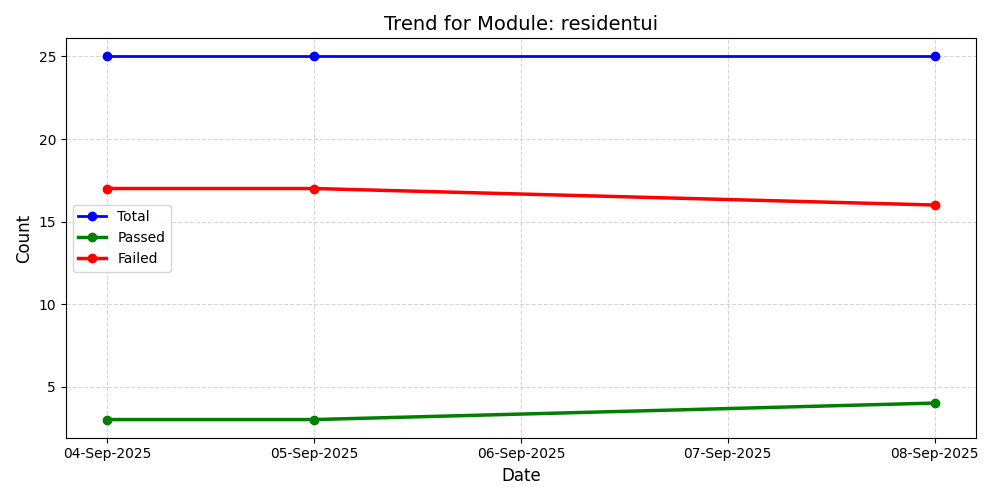 Trend for Module: residentui
25
20
15
10
5
Count
Total
Passed
Failed
04-Sep-2025
05-Sep-2025
06-Sep-2025
07-Sep-2025
08-Sep-2025
Date